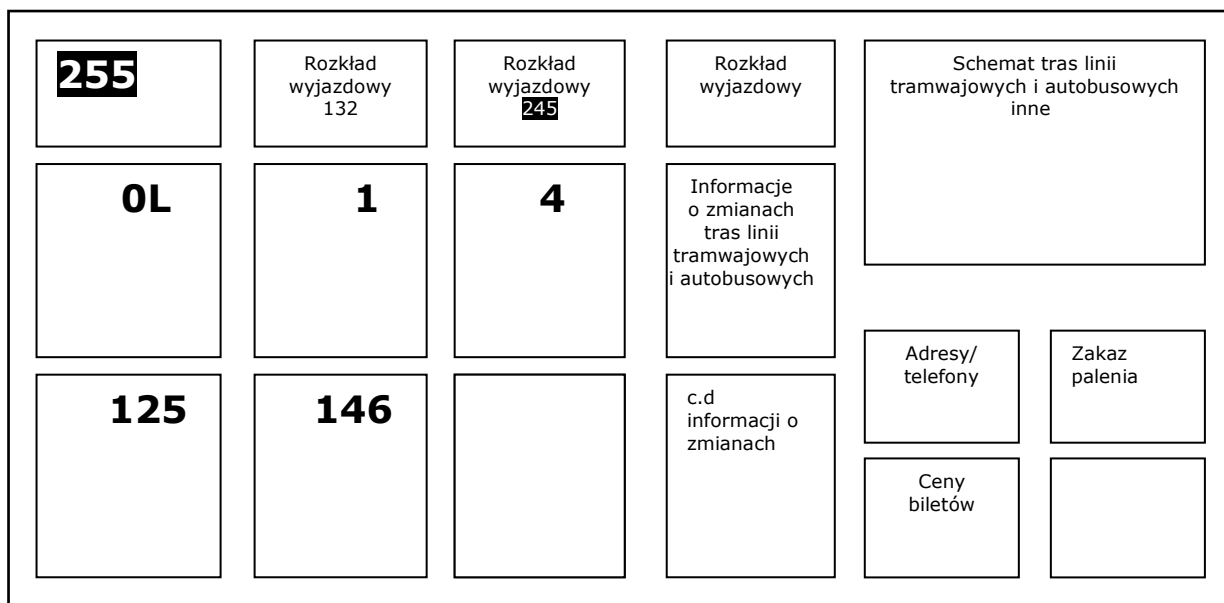 255
Rozkład
wyjazdowy
132
Rozkład
wyjazdowy
245
Rozkład
wyjazdowy
Schemat tras linii
tramwajowych i autobusowych
inne
0L
1
4
Informacje
o zmianach
tras linii
tramwajowych
i autobusowych
Adresy/
telefony
Zakaz
palenia
125
146
c.d
informacji o
zmianach
Ceny
biletów